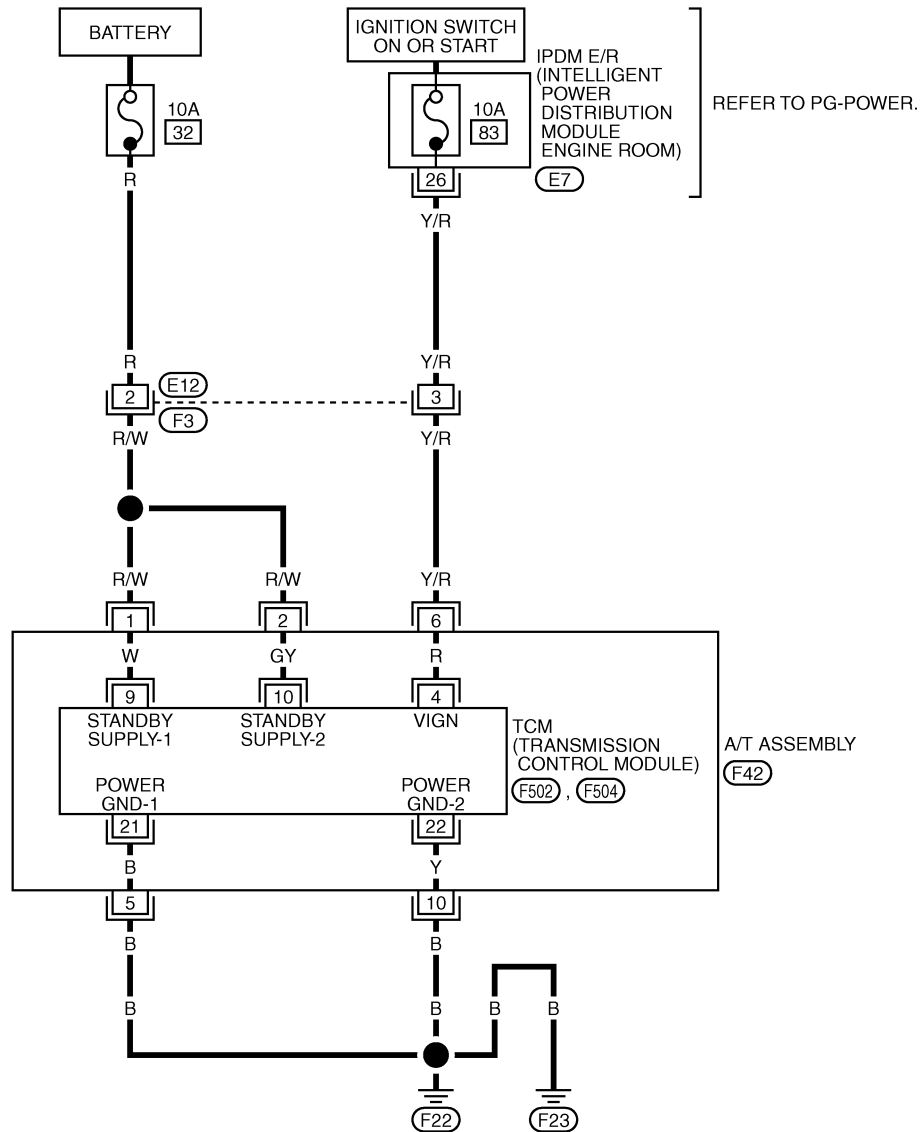 BATTERY
IGNITION SWITCH
ON OR START
IPDM E/R
(INTELLIGENT
POWER
DISTRIBUTION
MODULE
ENGINE ROOM)
REFER TO PG-POWER.
10A
32
10A
83
26
E7
R
Y/R
R
Y/R
2
E12
3
F3
R/W
Y/R
R/W
R/W
Y/R
1
2
6
W
GY
R
9
10
4
STANDBY
SUPPLY-1
STANDBY
SUPPLY-2
VIGN
TCM
(TRANSMISSION
CONTROL MODULE)
F502 , F504
A/T ASSEMBLY
F42
POWER
GND-1
POWER
GND-2
21
22
B
Y
5
10
B
B
B
B
B
B
F22
F23